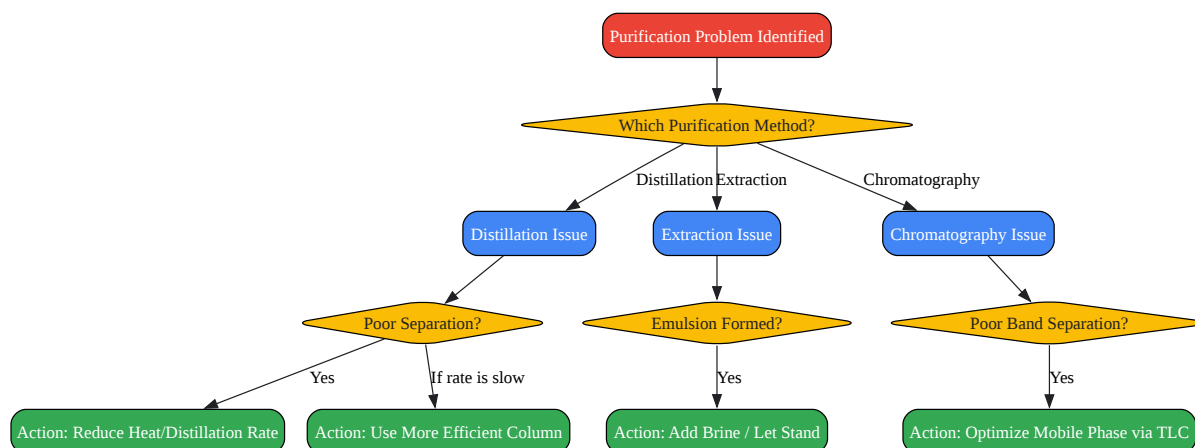 Purification Problem Identified
Which Purification Method?
Distillation
Extraction
Chromatography
Distillation Issue
Extraction Issue
Chromatography Issue
Poor Separation?
Emulsion Formed?
Poor Band Separation?
Yes
If rate is slow
Yes
Yes
Action: Reduce Heat/Distillation Rate
Action: Use More Efficient Column
Action: Add Brine / Let Stand
Action: Optimize Mobile Phase via TLC